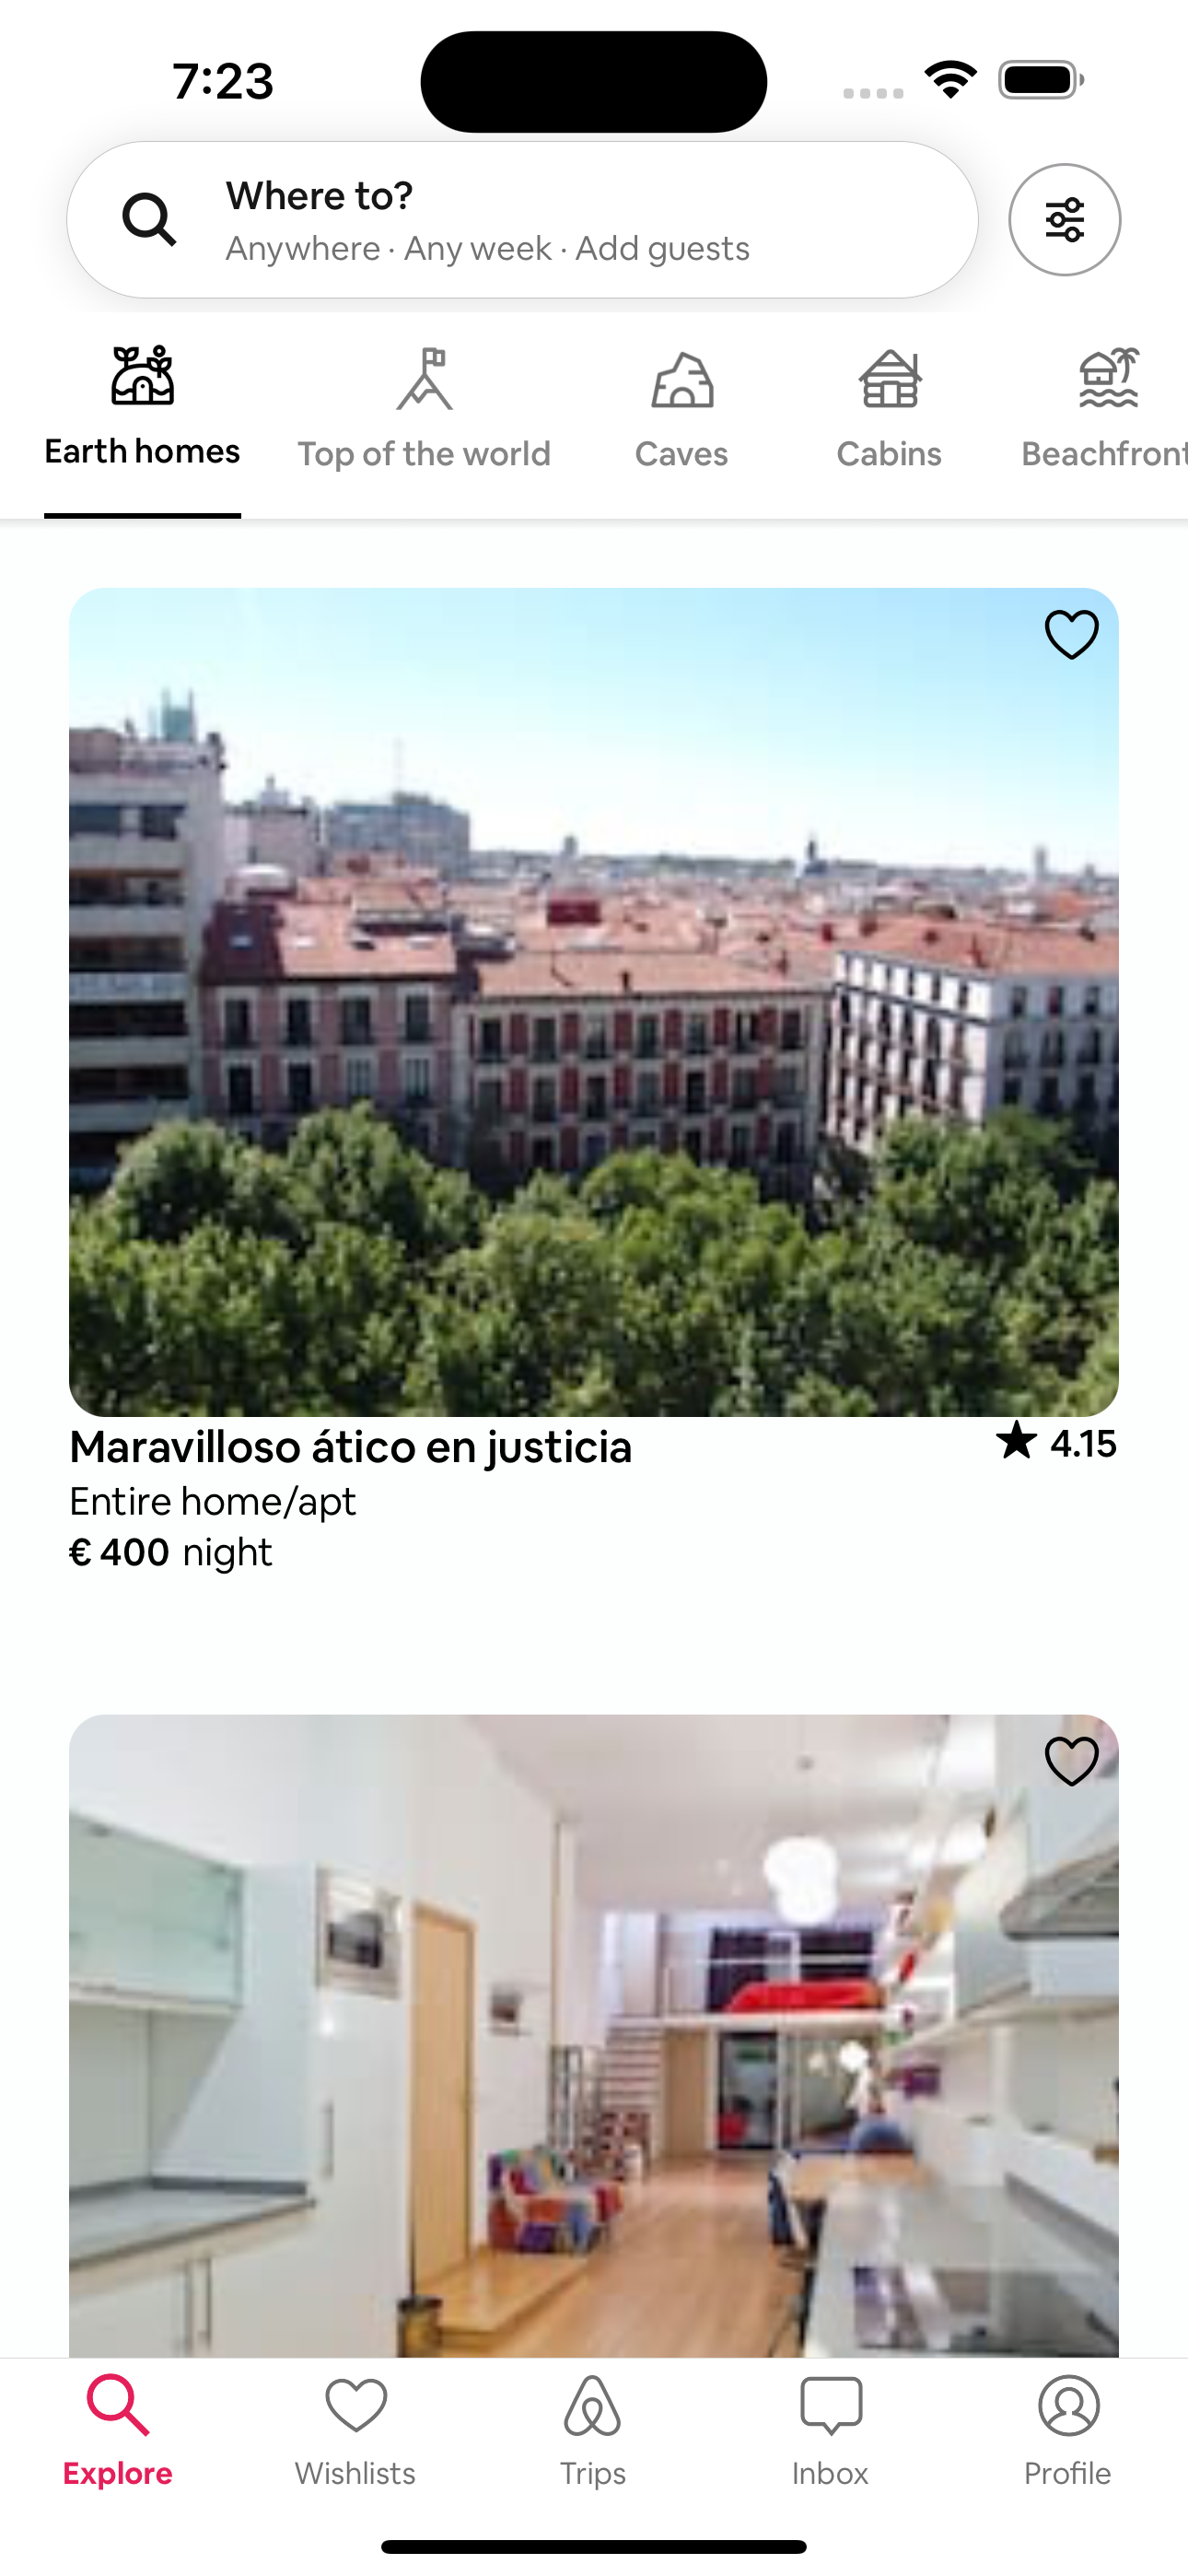 7:23
Where to?
Anywhere · Any week · Add guests
Earth homes
Top of the world
Caves
Cabins
Beachfront
Maravilloso ático en justicia
4.15
Entire home/apt
€ 400 night
Explore
Wishlists
Trips
Inbox
Profile